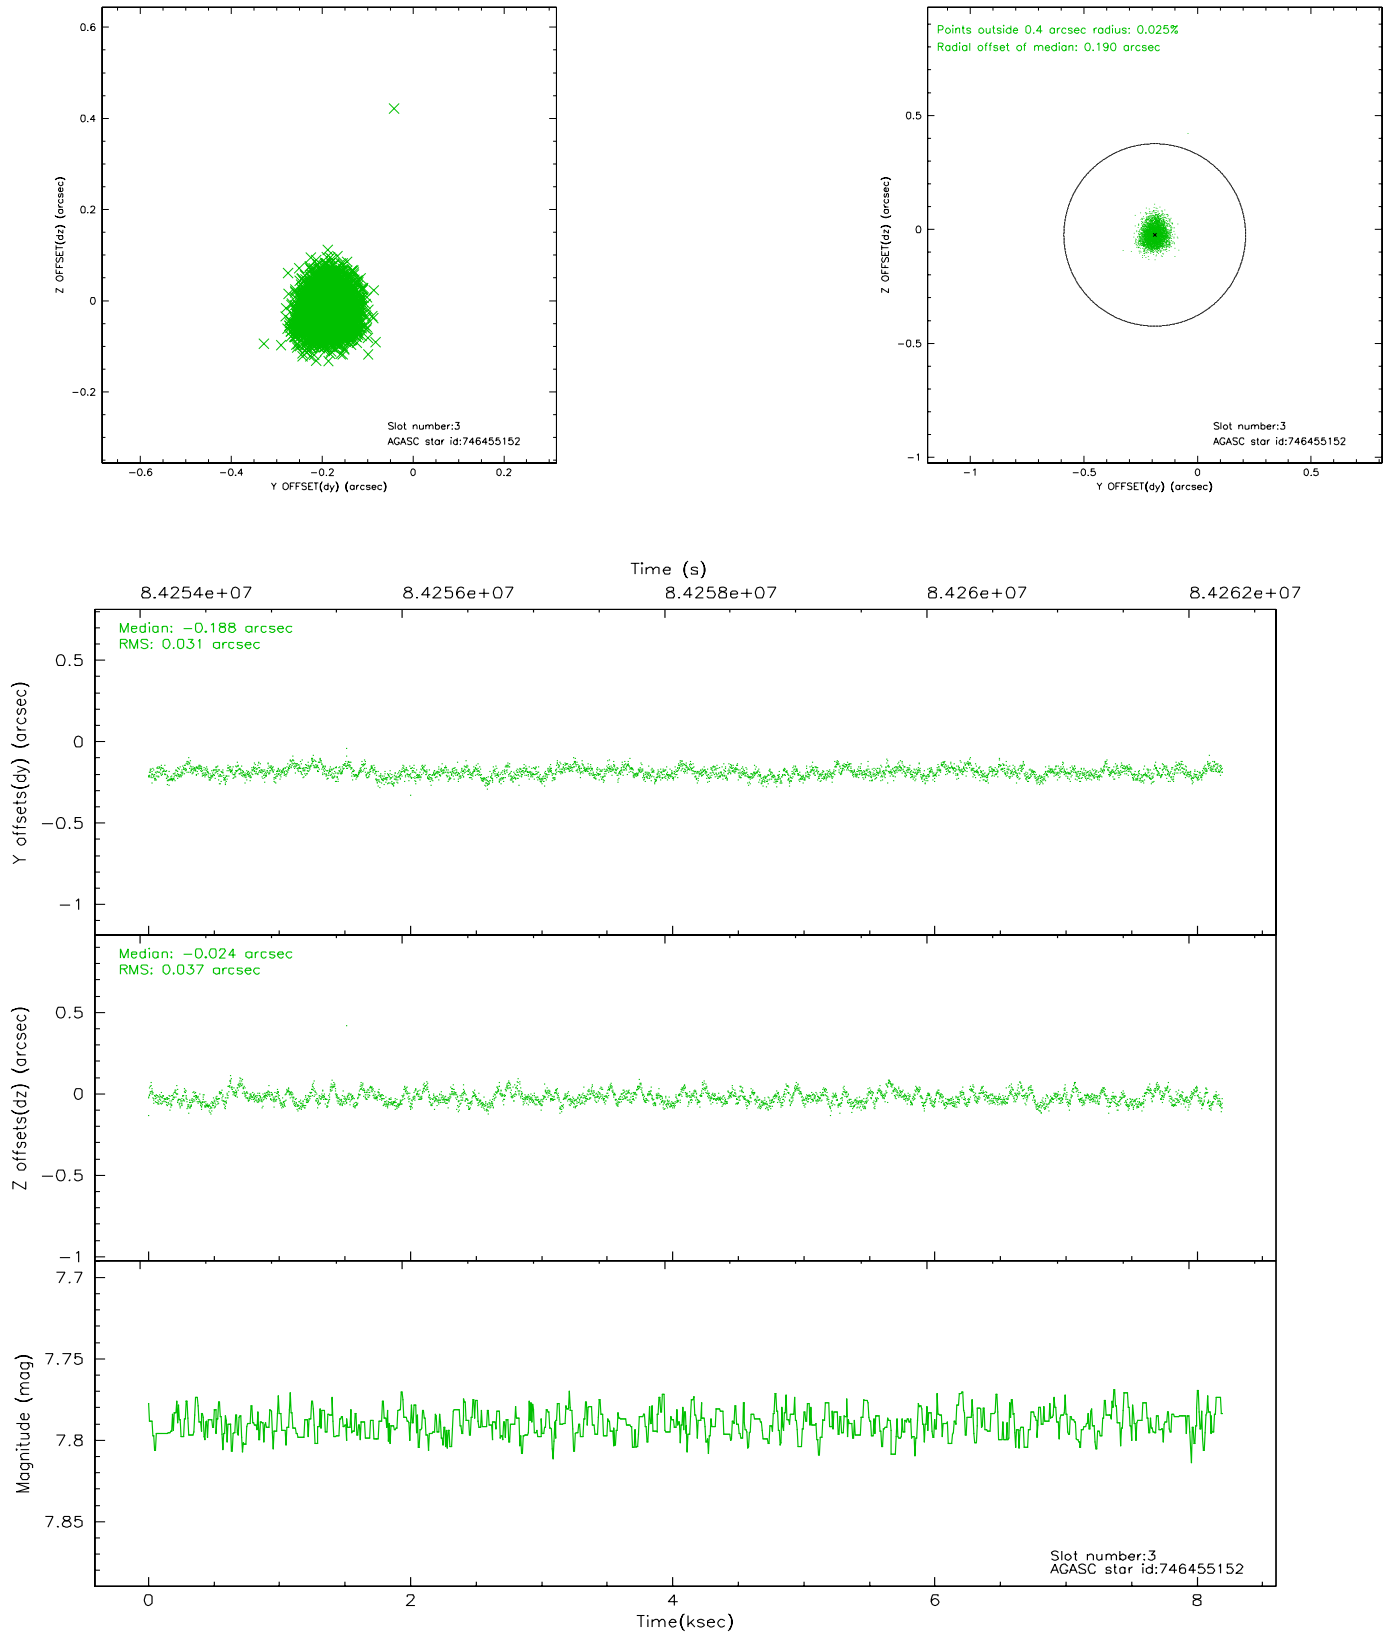 0.6
0.4
0.2
0
−0.2
Z OFFSET(dz) (arcsec)
Slot number:3
AGASC star id:746455152
−0.6 −0.4 −0.2 0 0.2
Y OFFSET(dy) (arcsec)
Points outside 0.4 arcsec radius: 0.025%
Radial offset of median: 0.190 arcsec
0.5
0
−0.5
−1
Z OFFSET(dz) (arcsec)
Slot number:3
AGASC star id:746455152
−1 −0.5 0 0.5
Y OFFSET(dy) (arcsec)
Time (s)
8.4254e+07 8.4256e+07 8.4258e+07 8.426e+07 8.4262e+07
Median: −0.188 arcsec
RMS: 0.031 arcsec
0.5
0
−0.5
−1
Y offsets(dy) (arcsec)
Median: −0.024 arcsec
RMS: 0.037 arcsec
0.5
0
−0.5
−1
Z offsets(dz) (arcsec)
7.7
7.75
7.8
7.85
Magnitude (mag)
Slot number:3
AGASC star id:746455152
0 2 4 6 8
Time(ksec)